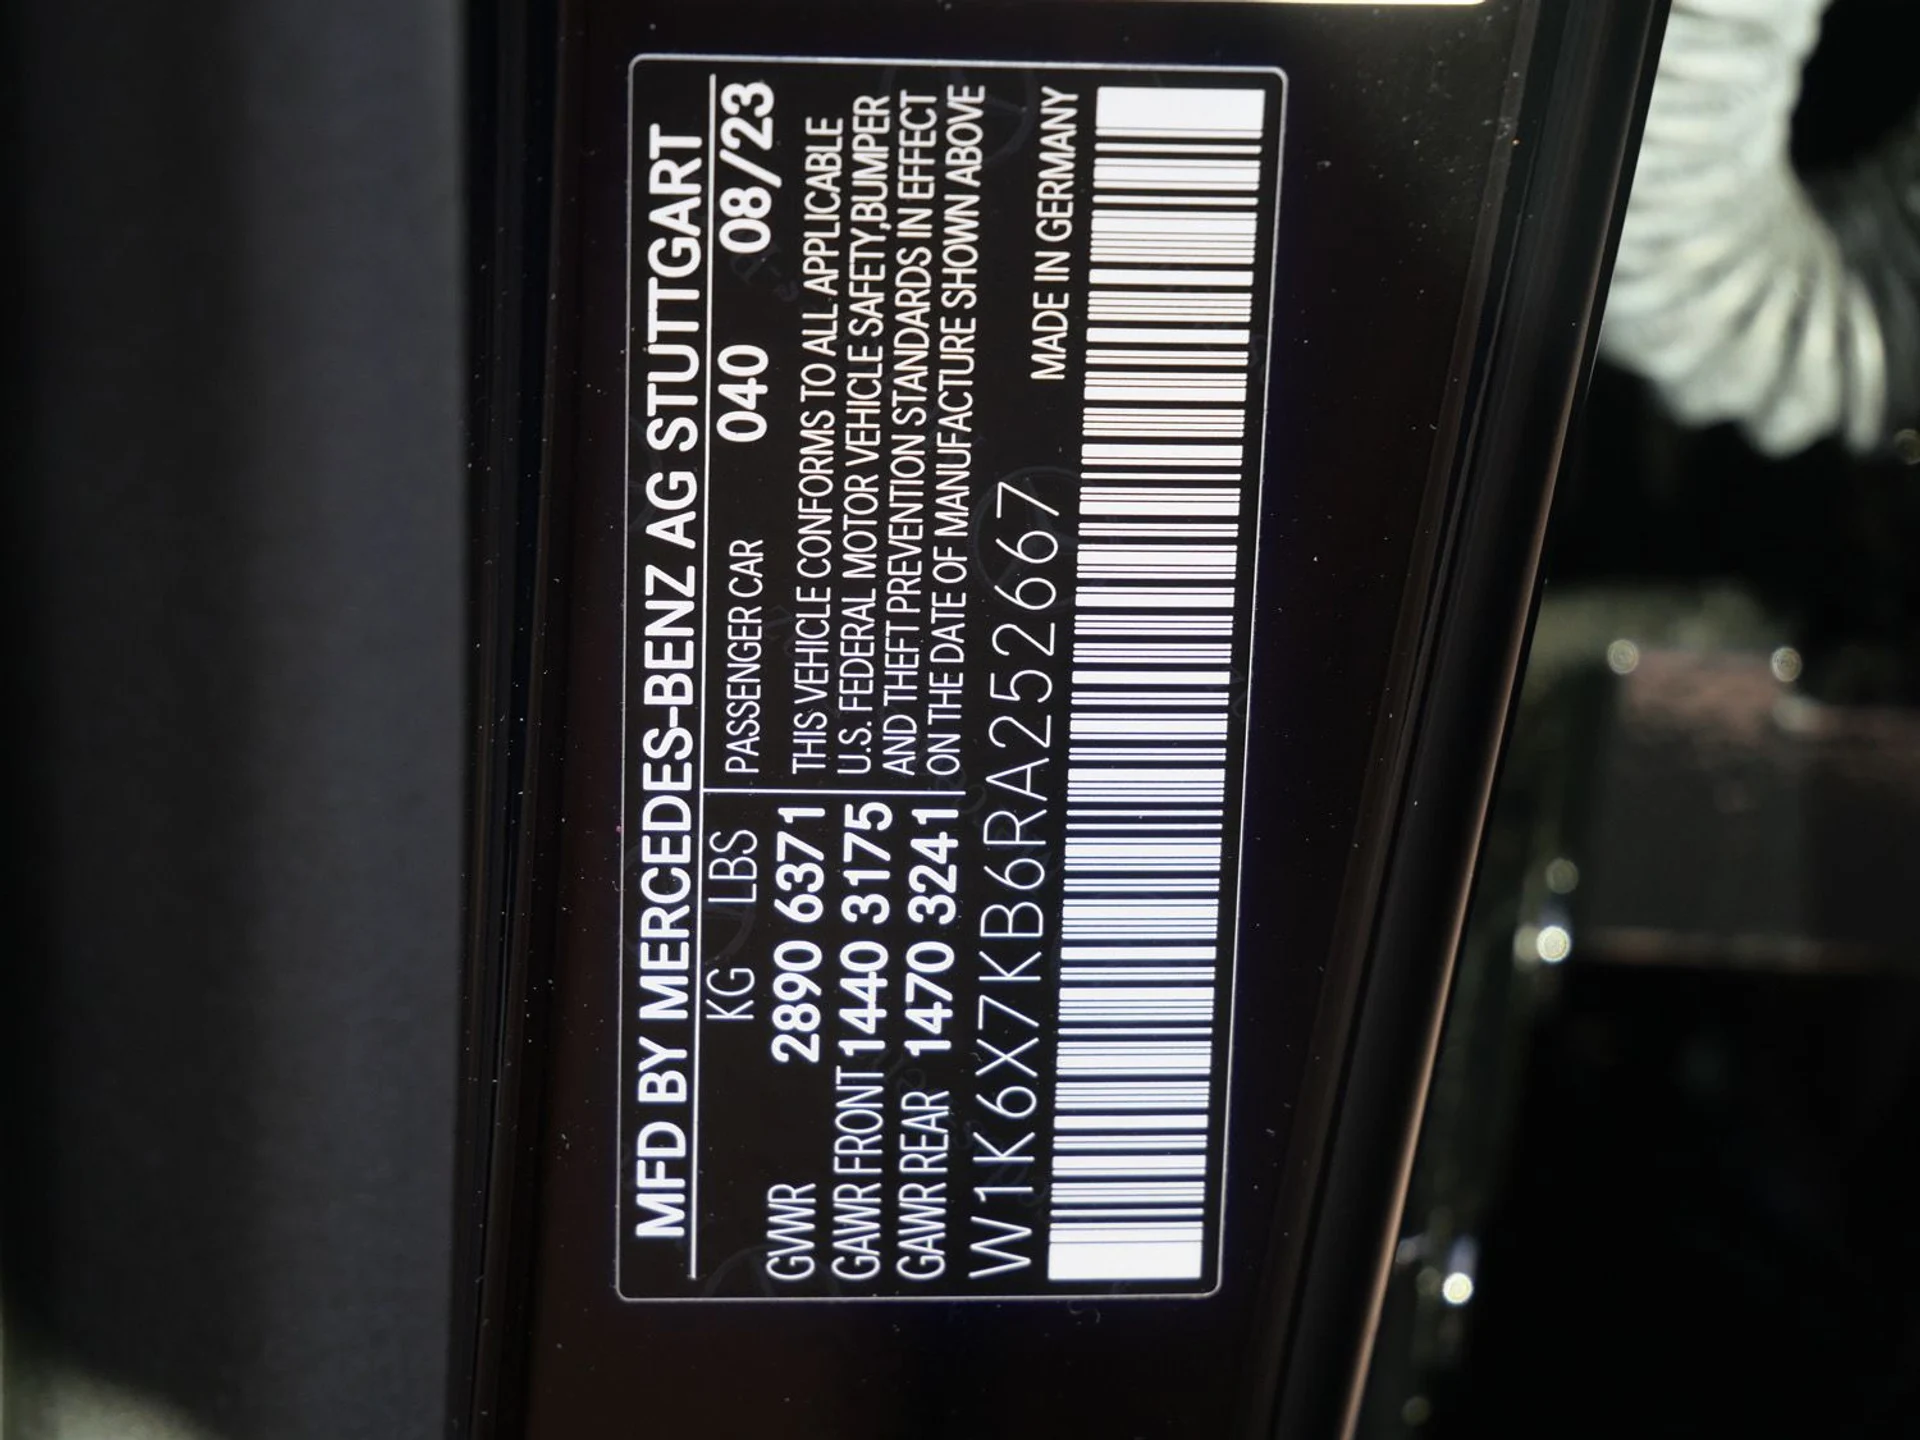 MFD BY MERCEDES-BENZ AG STUTTGART
KG LBS PASSENGER CAR 040 08/23
GVWR 2890 6371
GAWR FRONT 1440 3175
GAWR REAR 1470 3241
THIS VEHICLE CONFORMS TO ALL APPLICABLE
U.S. FEDERAL MOTOR VEHICLE SAFETY,BUMPER
AND THEFT PREVENTION STANDARDS IN EFFECT
ON THE DATE OF MANUFACTURE SHOWN ABOVE
W1K6X7KB6RA252667
MADE IN GERMANY